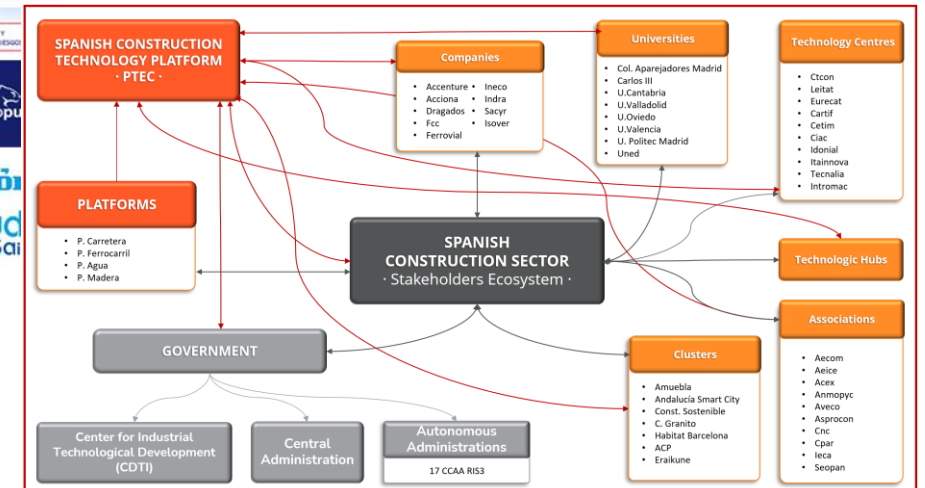 SPANISH CONSTRUCTION
TECHNOLOGY PLATFORM
· PTEC ·
Companies
• Accenture
• Acciona
• Dragados
• Fcc
• Ferrovial
• Ineco
• Indra
• Sacyr
• Isover
Universities
• Col. Aparejadores Madrid
• Carlos III
• U.Cantabria
• U.Valladolid
• U.Oviedo
• U.Valencia
• U. Politec Madrid
• Uned
Technology Centres
• Ctcon
• Leitat
• Eurecat
• Cartif
• Cetim
• Ciac
• Idonial
• Itainnova
• Tecnalia
• Intromac
PLATFORMS
• P. Carretera
• P. Ferrocarril
• P. Agua
• P. Madera
SPANISH
CONSTRUCTION SECTOR
· Stakeholders Ecosystem ·
Technologic Hubs
GOVERNMENT
Clusters
• Amuebla
• Andalucía Smart City
• Const. Sostenible
• C. Granito
• Habitat Barcelona
• ACP
• Eraikune
Associations
• Aecom
• Aeice
• Acex
• Anmopyc
• Aveco
• Asprocon
• Cnc
• Cpar
• Ieca
• Seopan
Center for Industrial
Technological Development
(CDTI)
Central
Administration
Autonomous
Administrations
17 CCAA RIS3